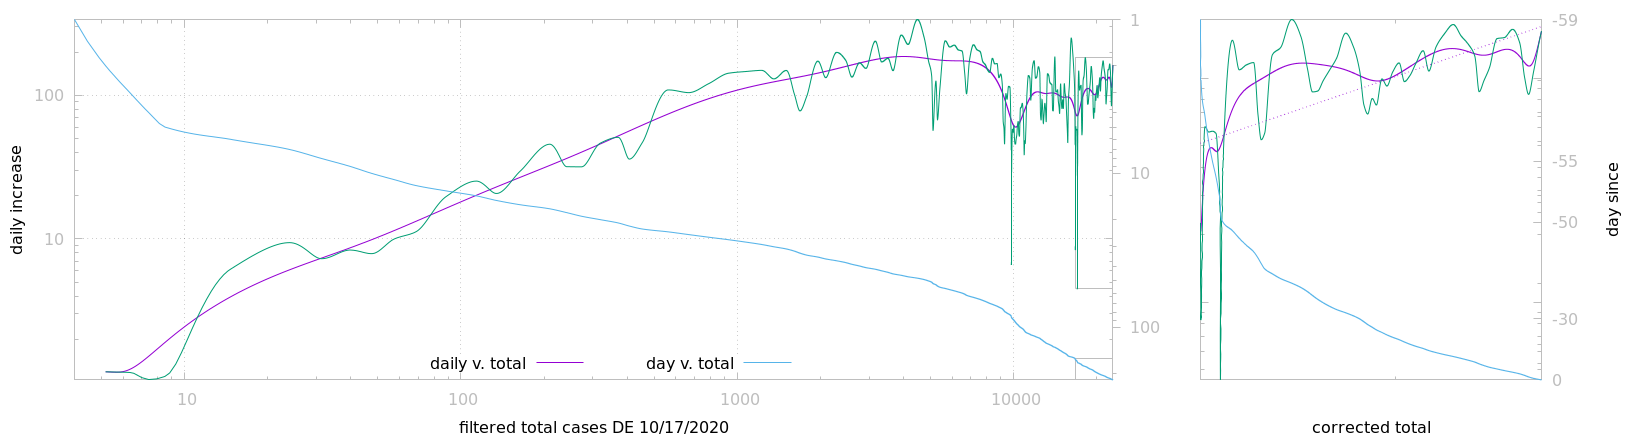 daily increase
100
10
1
10
100
daily v. total
day v. total
10
100
1000
10000
filtered total cases DE 10/17/2020
-59
-55
-50
-30
0
day since
corrected total